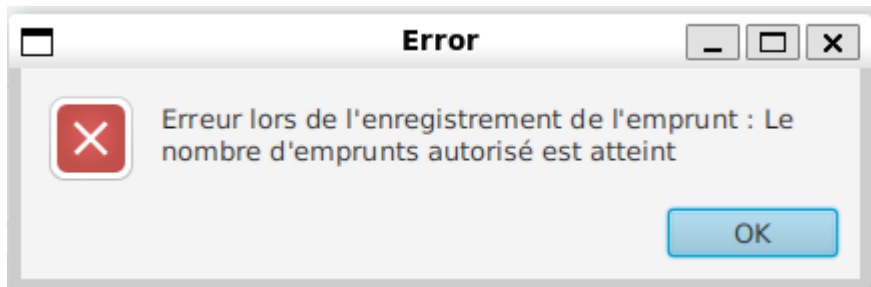 Error
Erreur lors de l'enregistrement de l'emprunt : Le
nombre d'emprunts autorisé est atteint
OK